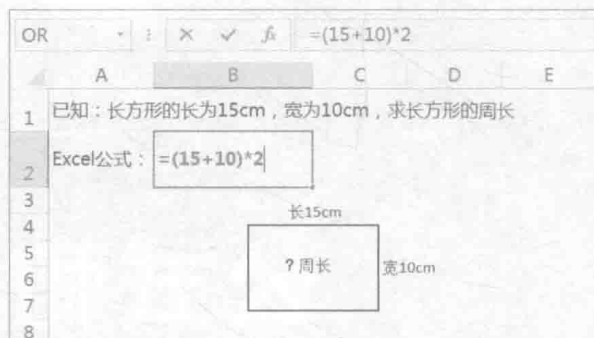 OR × ✓ fx =(15+10)*2
A B C D E
1 已知：长方形的长为15cm，宽为10cm，求长方形的周长
2 Excel公式： =(15+10)*2
3
长15cm
4
5 ？周长 宽10cm
6
7
8